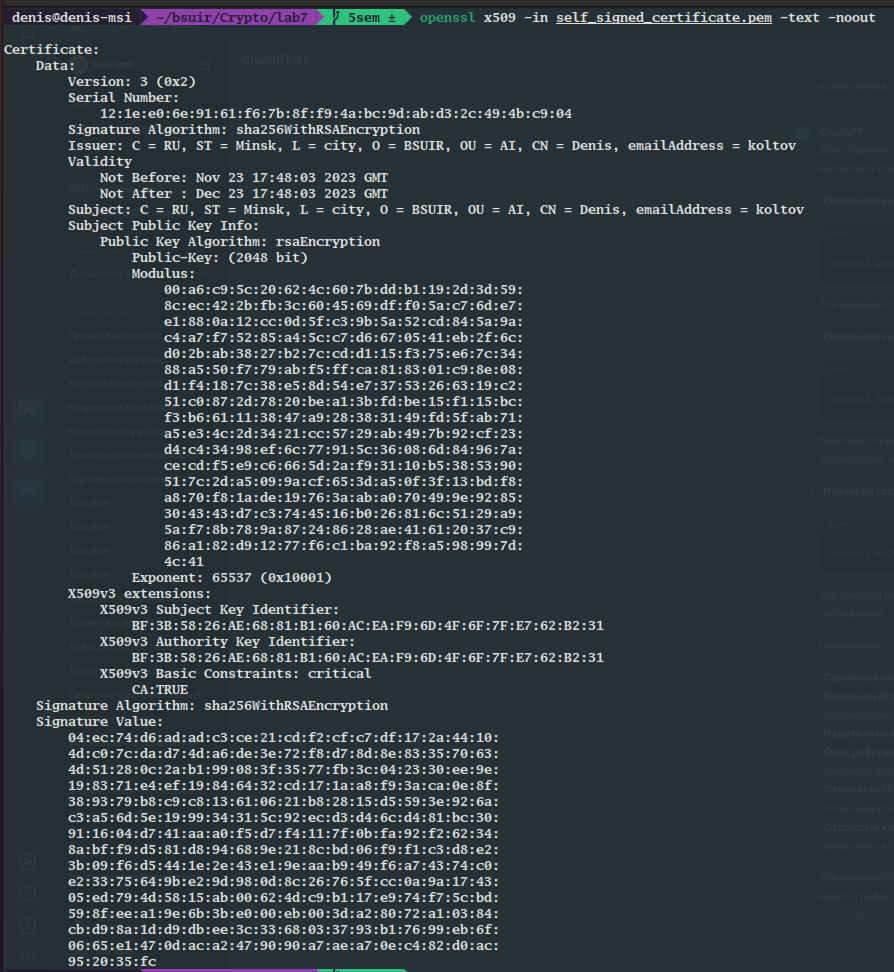 denis@denis-msi ~/bsuir/Crypto/lab7 5sem ± openssl x509 -in self_signed_certificate.pem -text -noout
Certificate:
    Data:
        Version: 3 (0x2)
        Serial Number:
            12:1e:e0:6e:91:61:f6:7b:8f:f9:4a:bc:9d:ab:d3:2c:49:4b:c9:04
        Signature Algorithm: sha256WithRSAEncryption
        Issuer: C = RU, ST = Minsk, L = city, O = BSUIR, OU = AI, CN = Denis, emailAddress = koltov
        Validity
            Not Before: Nov 23 17:48:03 2023 GMT
            Not After : Dec 23 17:48:03 2023 GMT
        Subject: C = RU, ST = Minsk, L = city, O = BSUIR, OU = AI, CN = Denis, emailAddress = koltov
        Subject Public Key Info:
            Public Key Algorithm: rsaEncryption
                Public-Key: (2048 bit)
                Modulus:
                    00:a6:c9:5c:20:62:4c:60:7b:dd:b1:19:2d:3d:59:
                    8c:ec:42:2b:fb:3c:60:45:69:df:f0:5a:c7:6d:e7:
                    e1:88:0a:12:cc:0d:5f:c3:9b:5a:52:cd:84:5a:9a:
                    c4:a7:f7:52:85:a4:5c:c7:d6:67:05:41:eb:2f:6c:
                    d0:2b:ab:38:27:b2:7c:cd:d1:15:f3:75:e6:7c:34:
                    88:a5:50:f7:79:ab:f5:ff:ca:81:83:01:c9:8e:08:
                    d1:f4:18:7c:38:e5:8d:54:e7:37:53:26:63:19:c2:
                    51:c0:87:2d:78:20:be:a1:3b:fd:be:15:f1:15:bc:
                    f3:b6:61:11:38:47:a9:28:38:31:49:fd:5f:ab:71:
                    a5:e3:4c:2d:34:21:cc:57:29:ab:49:7b:92:cf:23:
                    d4:c4:34:98:ef:6c:77:91:5c:36:08:6d:84:96:7a:
                    ce:cd:f5:e9:c6:66:5d:2a:f9:31:10:b5:38:53:90:
                    51:7c:2d:a5:09:9a:cf:65:3d:a5:0f:3f:13:bd:f8:
                    a8:70:f8:1a:de:19:76:3a:ab:a0:70:49:9e:92:85:
                    30:43:43:d7:c3:74:45:16:b0:26:81:6c:51:29:a9:
                    5a:f7:8b:78:9a:87:24:86:28:ae:41:61:20:37:c9:
                    86:a1:82:d9:12:77:f6:c1:ba:92:f8:a5:98:99:7d:
                    4c:41
                Exponent: 65537 (0x10001)
        X509v3 extensions:
            X509v3 Subject Key Identifier:
                BF:3B:58:26:AE:68:81:B1:60:AC:EA:F9:6D:4F:6F:7F:E7:62:B2:31
            X509v3 Authority Key Identifier:
                BF:3B:58:26:AE:68:81:B1:60:AC:EA:F9:6D:4F:6F:7F:E7:62:B2:31
            X509v3 Basic Constraints: critical
                CA:TRUE
    Signature Algorithm: sha256WithRSAEncryption
    Signature Value:
        04:ec:74:d6:ad:ad:c3:ce:21:cd:f2:cf:c7:df:17:2a:44:10:
        4d:c0:7c:da:d7:4d:a6:de:3e:72:f8:d7:8d:8e:83:35:70:63:
        4d:51:28:0c:2a:b1:99:08:3f:35:77:fb:3c:04:23:30:ee:9e:
        19:83:71:e4:ef:19:84:64:32:cd:17:1a:a8:f9:3a:ca:0e:8f:
        38:93:79:b8:c9:c8:13:61:06:21:b8:28:15:d5:59:3e:92:6a:
        c3:a5:6d:5e:19:99:34:31:5c:92:ec:d3:d4:6c:d4:81:bc:30:
        91:16:04:d7:41:aa:a0:f5:d7:f4:11:7f:0b:fa:92:f2:62:34:
        8a:bf:f9:d5:81:d8:94:68:9e:21:8c:bd:06:f9:f1:c3:d8:e2:
        3b:09:f6:d5:44:1e:2e:43:e1:9e:aa:b9:49:f6:a7:43:74:c0:
        e2:33:75:64:9b:e2:9d:98:0d:8c:26:76:5f:cc:0a:9a:17:43:
        05:ed:79:4d:58:15:ab:00:62:4d:c9:b1:17:e9:74:f7:5c:bd:
        59:8f:ee:a1:9e:6b:3b:e0:00:eb:00:3d:a2:80:72:a1:03:84:
        cb:d9:8a:1d:d9:db:ee:3c:33:68:03:37:93:b1:76:99:eb:6f:
        06:65:e1:47:0d:ac:a2:47:90:90:a7:ae:a7:0e:c4:82:d0:ac:
        95:20:35:fc